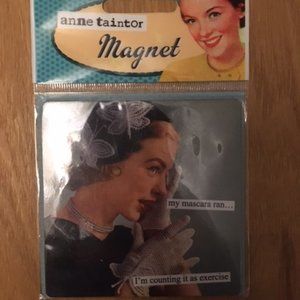 anne taintor
Magnet
my mascara ran...
I'm counting it as exercise